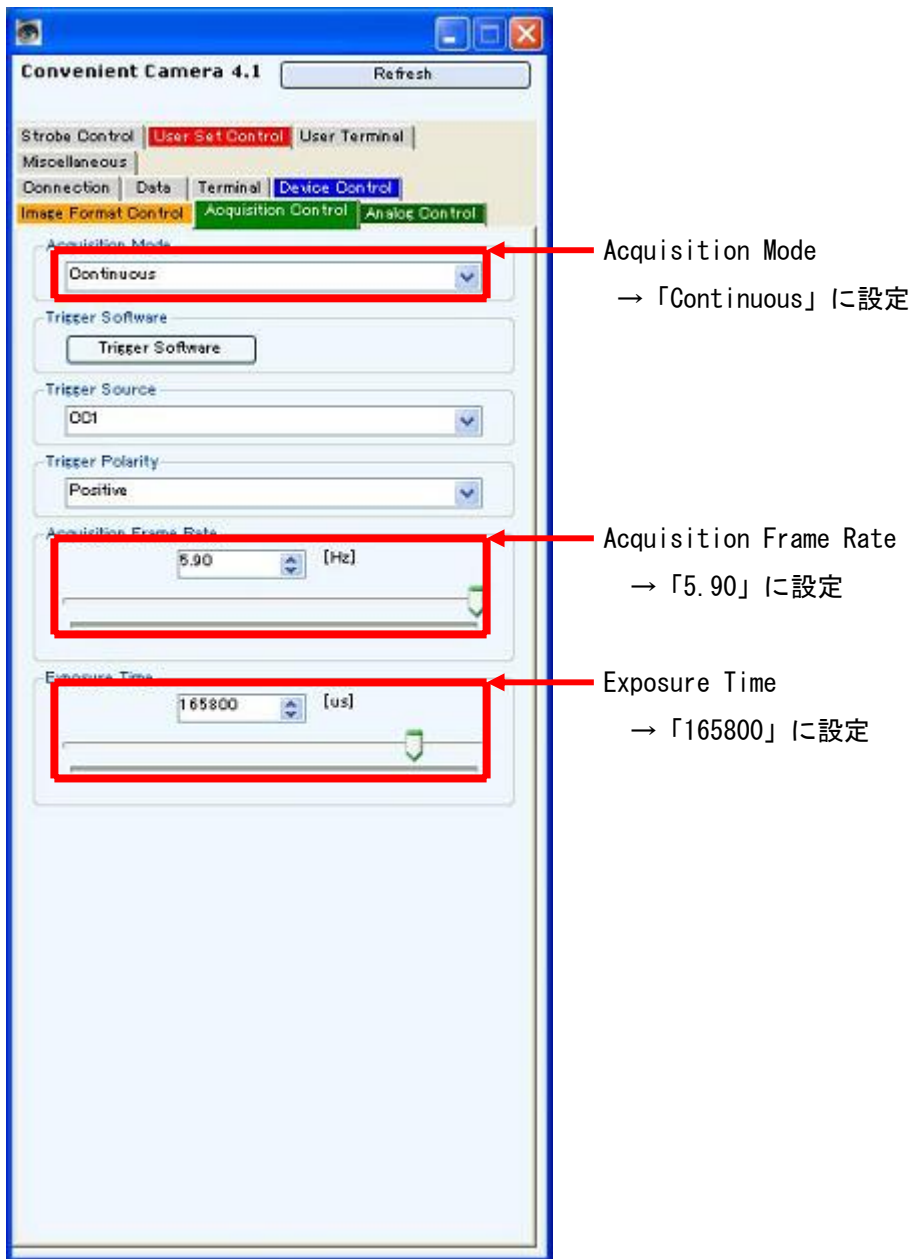 Convenient Camera 4.1
Refresh
Strobe Control User Set Control User Terminal
Miscellaneous
Connection Data Terminal Device Control
Image Format Control Acquisition Control Analog Control
Acquisition Mode
Continuous
Acquisition Mode
→「Continuous」に設定
Trigger Software
Trigger Software
Trigger Source
CC1
Trigger Polarity
Positive
Acquisition Frame Rate
5.90 [Hz]
Acquisition Frame Rate
→「5.90」に設定
Exposure Time
165800 [us]
Exposure Time
→「165800」に設定